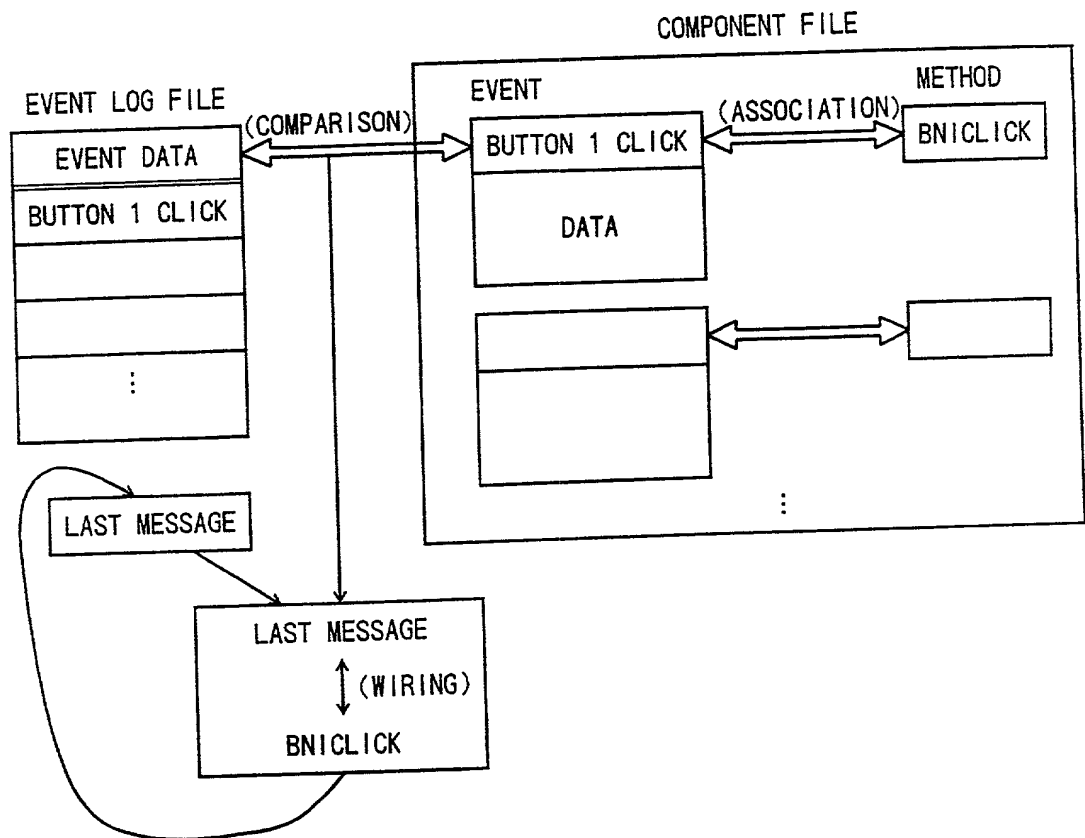 COMPONENT FILE
EVENT LOG FILE
(COMPARISON)
EVENT
(ASSOCIATION)
METHOD
EVENT DATA
BUTTON 1 CLICK
BNICLICK
BUTTON 1 CLICK
DATA
⋮
⋮
LAST MESSAGE
LAST MESSAGE
(WIRING)
BNICLICK